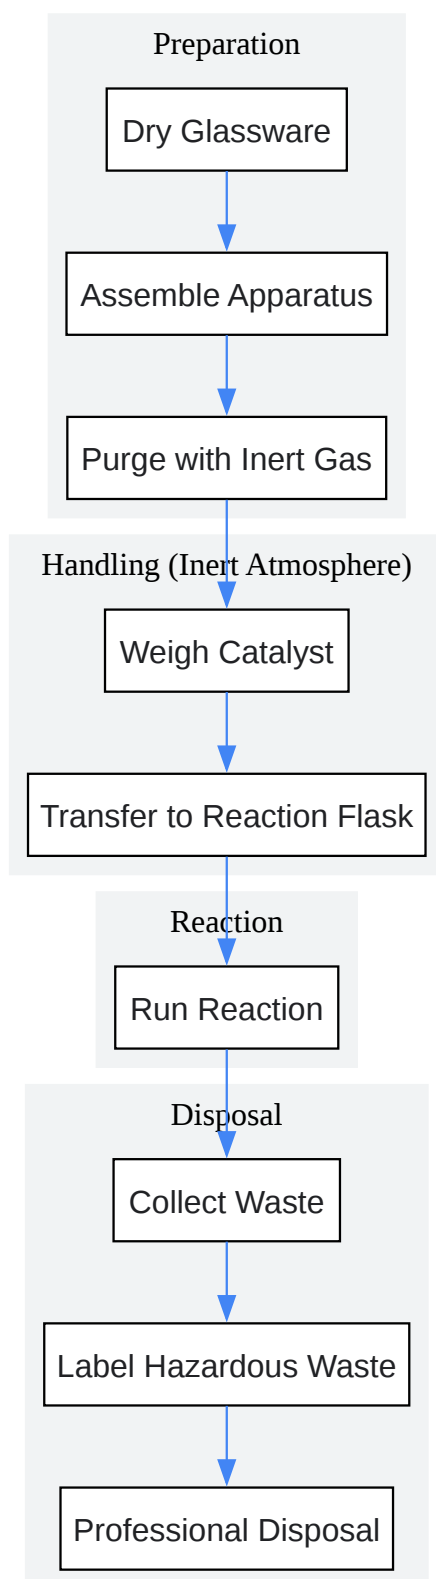 Preparation
Dry Glassware
Assemble Apparatus
Purge with Inert Gas
Handling (Inert Atmosphere)
Weigh Catalyst
Transfer to Reaction Flask
Reaction
Run Reaction
Disposal
Collect Waste
Label Hazardous Waste
Professional Disposal